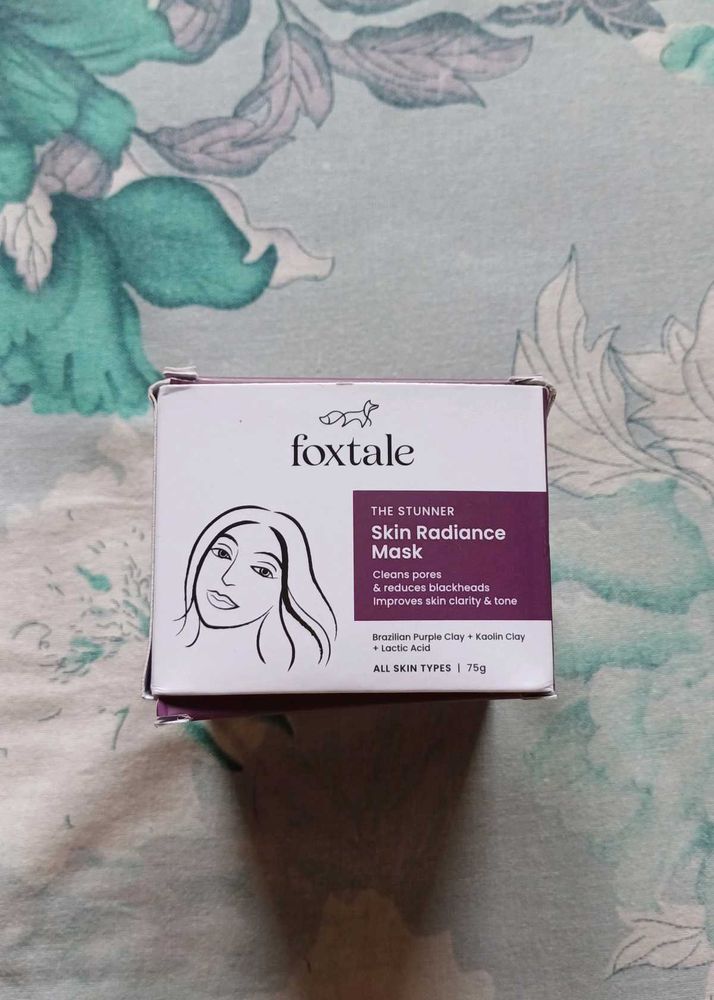 foxtale
THE STUNNER
Skin Radiance
Mask
Cleans pores
& reduces blackheads
Improves skin clarity & tone
Brazilian Purple Clay + Kaolin Clay
+ Lactic Acid
ALL SKIN TYPES | 75g